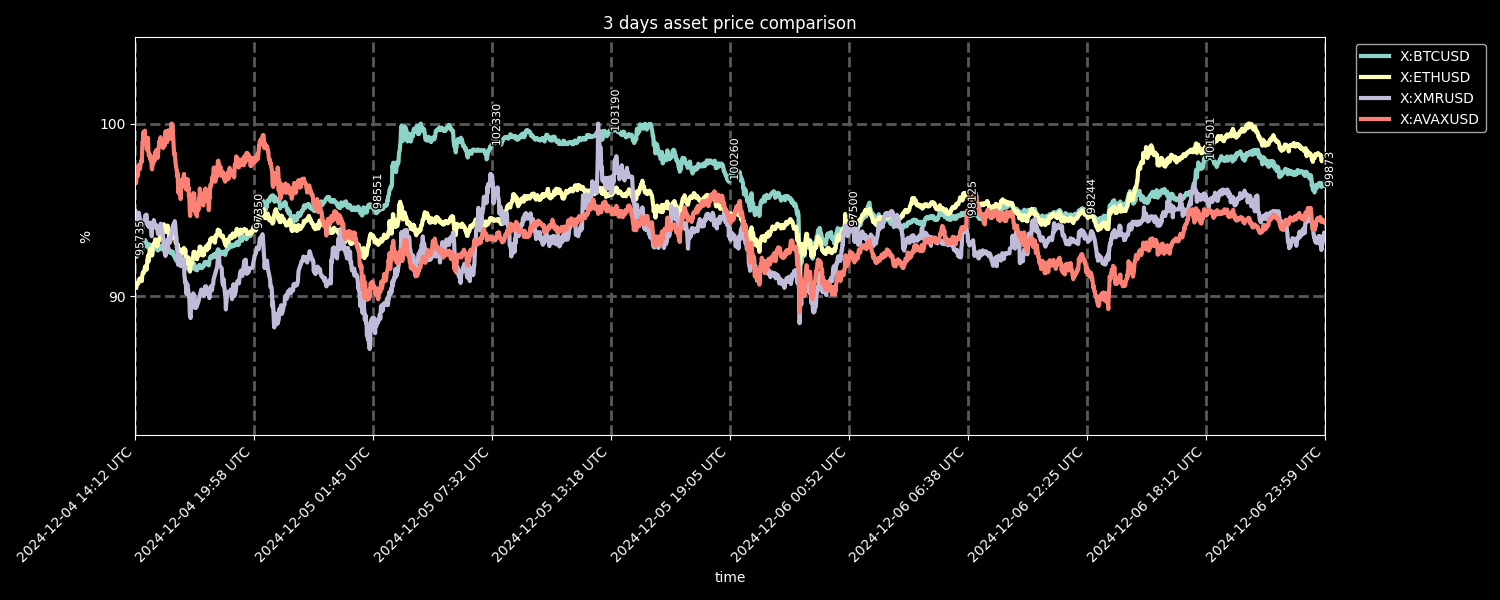 3 days asset price comparison
X:BTCUSD
X:ETHUSD
X:XMRUSD
X:AVAXUSD
%
100
90
95735
97350
98551
102330
103190
100260
97500
98125
98244
101501
98873
2024-12-04 14:12 UTC
2024-12-04 19:58 UTC
2024-12-05 01:45 UTC
2024-12-05 07:32 UTC
2024-12-05 13:18 UTC
2024-12-05 19:05 UTC
2024-12-06 00:52 UTC
2024-12-06 06:38 UTC
2024-12-06 12:25 UTC
2024-12-06 18:12 UTC
2024-12-06 23:59 UTC
time